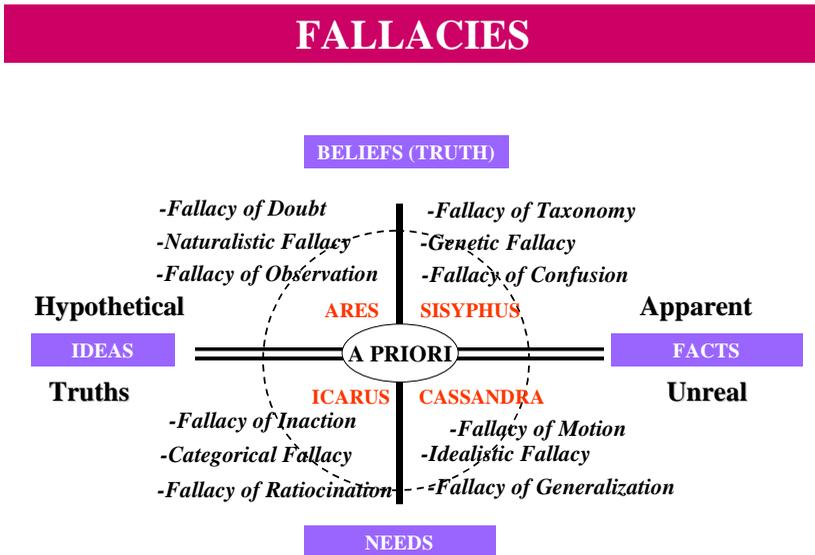 FALLACIES
BELIEFS (TRUTH)
-Fallacy of Doubt
-Naturalistic Fallacy
-Fallacy of Observation
-Fallacy of Taxonomy
-Genetic Fallacy
-Fallacy of Confusion
Hypothetical
ARES
SISYPHUS
Apparent
IDEAS
A PRIORI
FACTS
Truths
ICARUS
CASSANDRA
Unreal
-Fallacy of Inaction
-Categorical Fallacy
-Fallacy of Ratiocination
-Fallacy of Motion
-Idealistic Fallacy
-Fallacy of Generalization
NEEDS